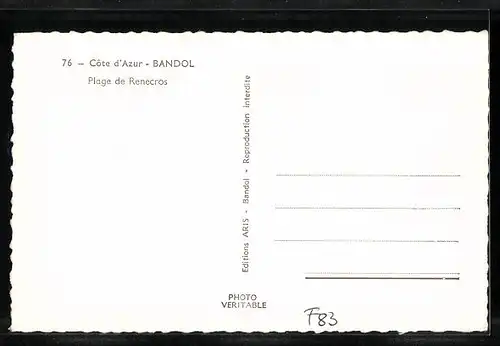 76 - Côte d'Azur - BANDOL
Plage de Renecros
Editions ARIS - Bandol - Reproduction interdite
PHOTO
VERITABLE
F83